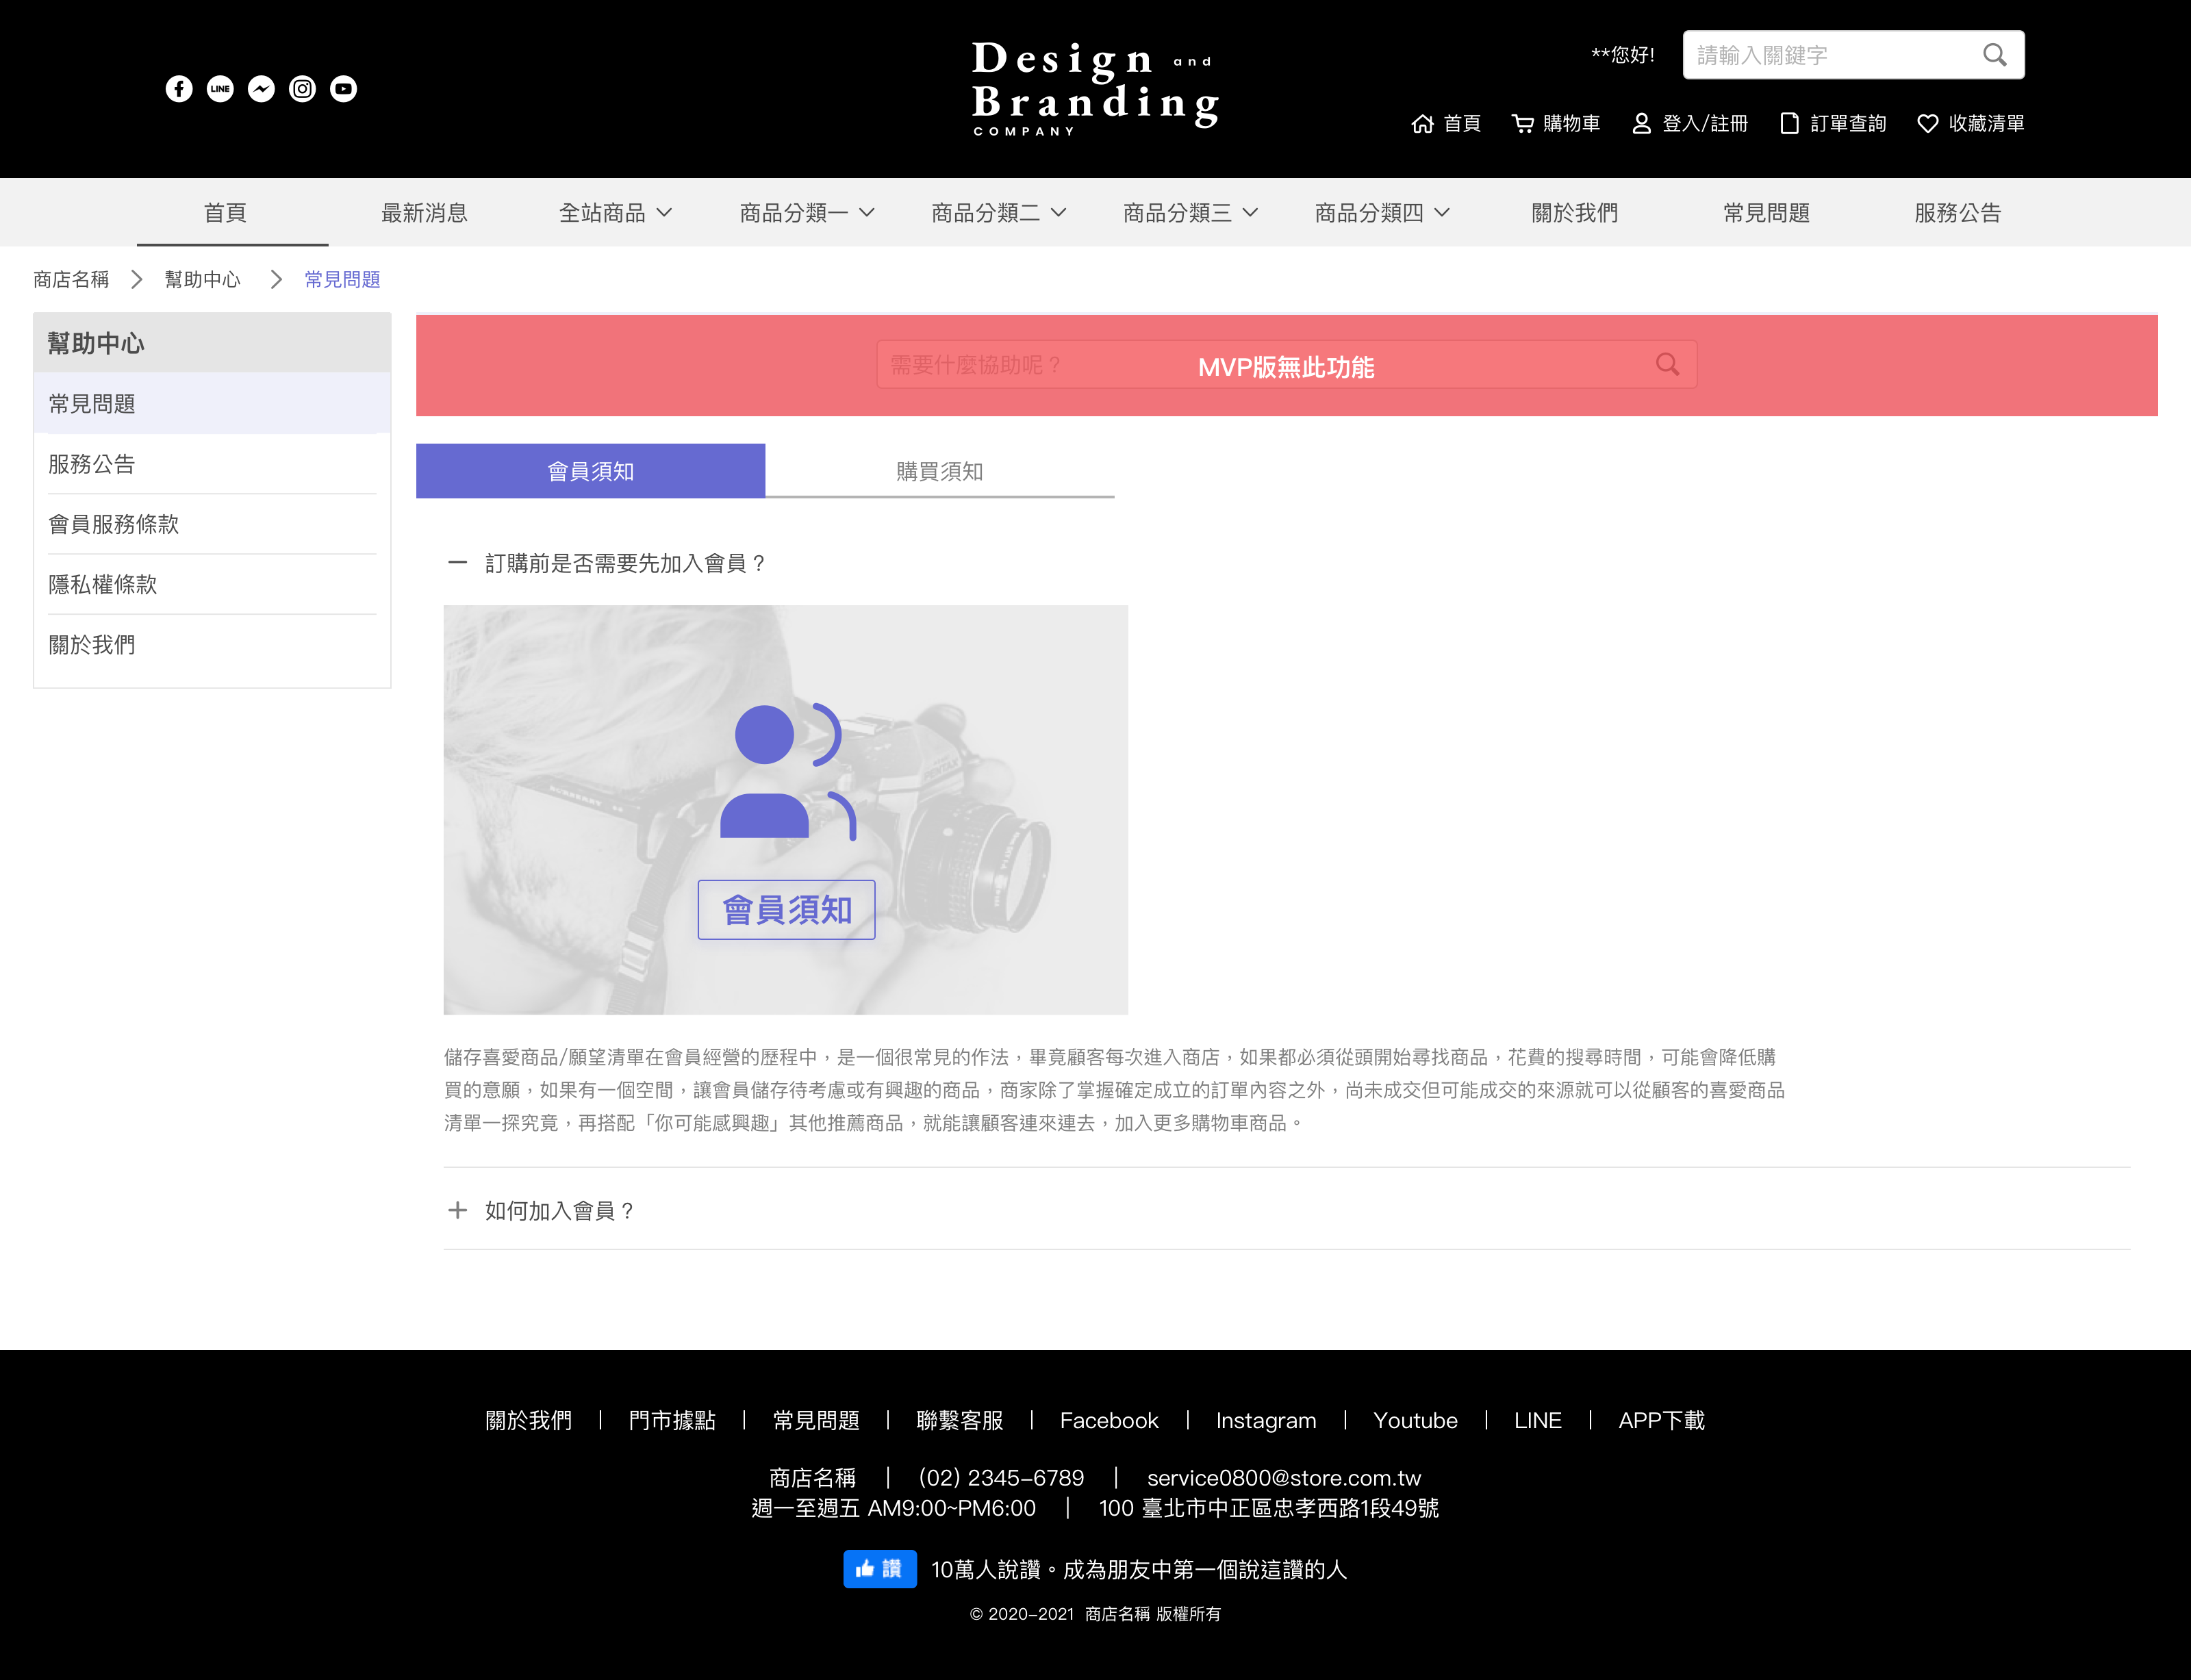 Design and
Branding
COMPANY
**您好!
請輸入關鍵字
LINE
首頁 購物車 登入/註冊 訂單查詢 收藏清單
首頁 最新消息 全站商品 商品分類一 商品分類二 商品分類三 商品分類四 關於我們 常見問題 服務公告
商店名稱 幫助中心 常見問題
幫助中心
常見問題
服務公告
會員服務條款
隱私權條款
關於我們
需要什麼協助呢？ MVP版無此功能
會員須知 購買須知
訂購前是否需要先加入會員？
PENTAX
BURBERRY
會員須知
儲存喜愛商品/願望清單在會員經營的歷程中，是一個很常見的作法，畢竟顧客每次進入商店，如果都必須從頭開始尋找商品，花費的搜尋時間，可能會降低購
買的意願，如果有一個空間，讓會員儲存待考慮或有興趣的商品，商家除了掌握確定成立的訂單內容之外，尚未成交但可能成交的來源就可以從顧客的喜愛商品
清單一探究竟，再搭配「你可能感興趣」其他推薦商品，就能讓顧客連來連去，加入更多購物車商品。
如何加入會員？
關於我們 | 門市據點 | 常見問題 | 聯繫客服 | Facebook | Instagram | Youtube | LINE | APP下載
商店名稱 | (02) 2345-6789 | service0800@store.com.tw
週一至週五 AM9:00~PM6:00 | 100 臺北市中正區忠孝西路1段49號
讚 10萬人說讚。成為朋友中第一個說這讚的人
© 2020-2021 商店名稱 版權所有